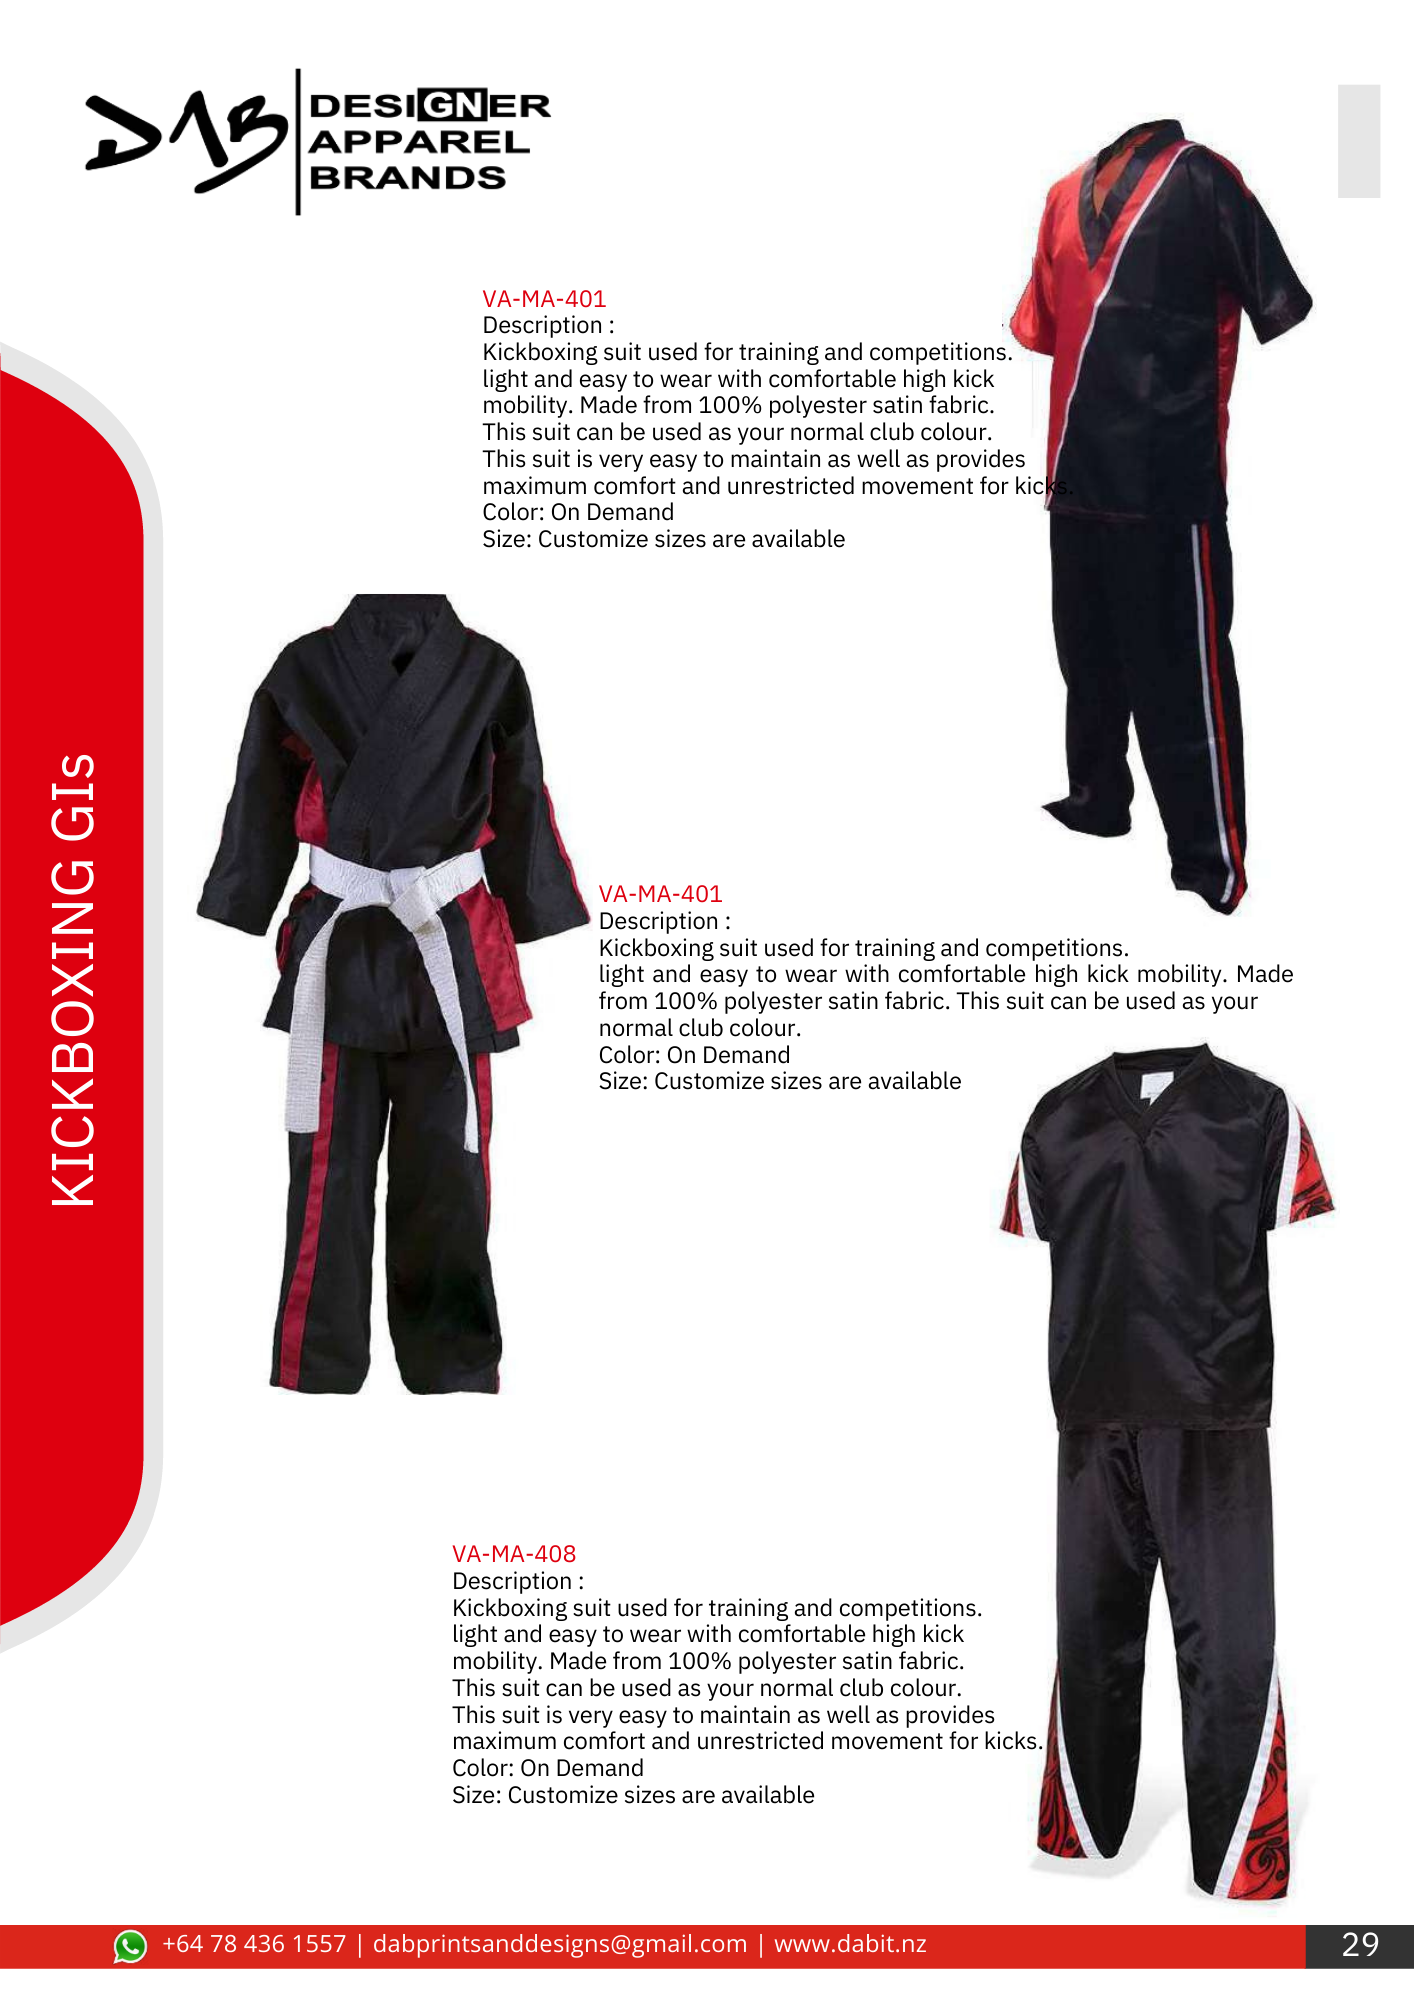 DAB
DESIGNER
APPAREL
BRANDS
VA-MA-401
Description :
Kickboxing suit used for training and competitions.
light and easy to wear with comfortable high kick
mobility. Made from 100% polyester satin fabric.
This suit can be used as your normal club colour.
This suit is very easy to maintain as well as provides
maximum comfort and unrestricted movement for kicks.
Color: On Demand
Size: Customize sizes are available
KICKBOXING GIs
VA-MA-401
Description :
Kickboxing suit used for training and competitions.
light and easy to wear with comfortable high kick mobility. Made
from 100% polyester satin fabric. This suit can be used as your
normal club colour.
Color: On Demand
Size: Customize sizes are available
VA-MA-408
Description :
Kickboxing suit used for training and competitions.
light and easy to wear with comfortable high kick
mobility. Made from 100% polyester satin fabric.
This suit can be used as your normal club colour.
This suit is very easy to maintain as well as provides
maximum comfort and unrestricted movement for kicks.
Color: On Demand
Size: Customize sizes are available
+64 78 436 1557 | dabprintsanddesigns@gmail.com | www.dabit.nz
29